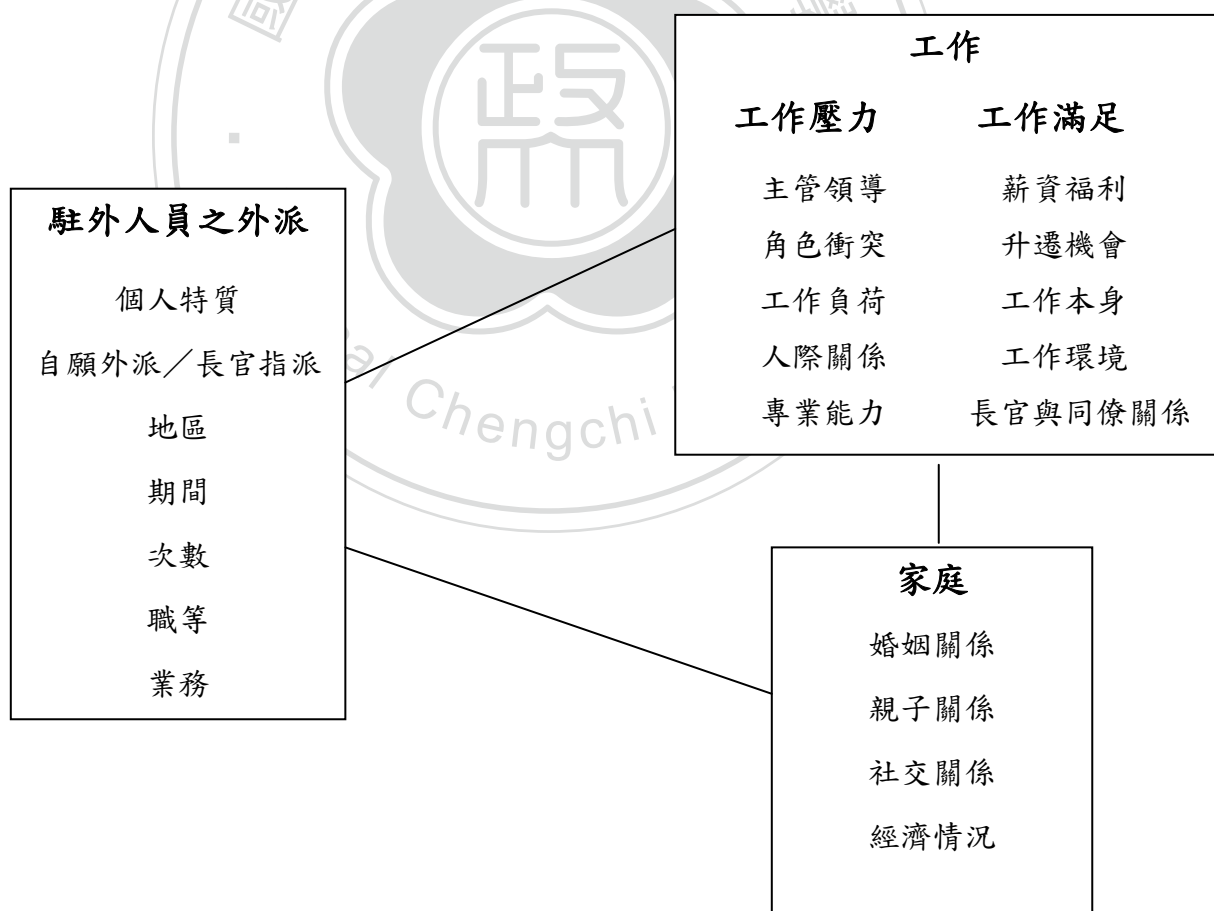 國
政
al Chengchi
工作
工作壓力 工作滿足
主管領導 薪資福利
角色衝突 升遷機會
工作負荷 工作本身
人際關係 工作環境
專業能力 長官與同僚關係
駐外人員之外派
個人特質
自願外派／長官指派
地區
期間
次數
職等
業務
家庭
婚姻關係
親子關係
社交關係
經濟情況